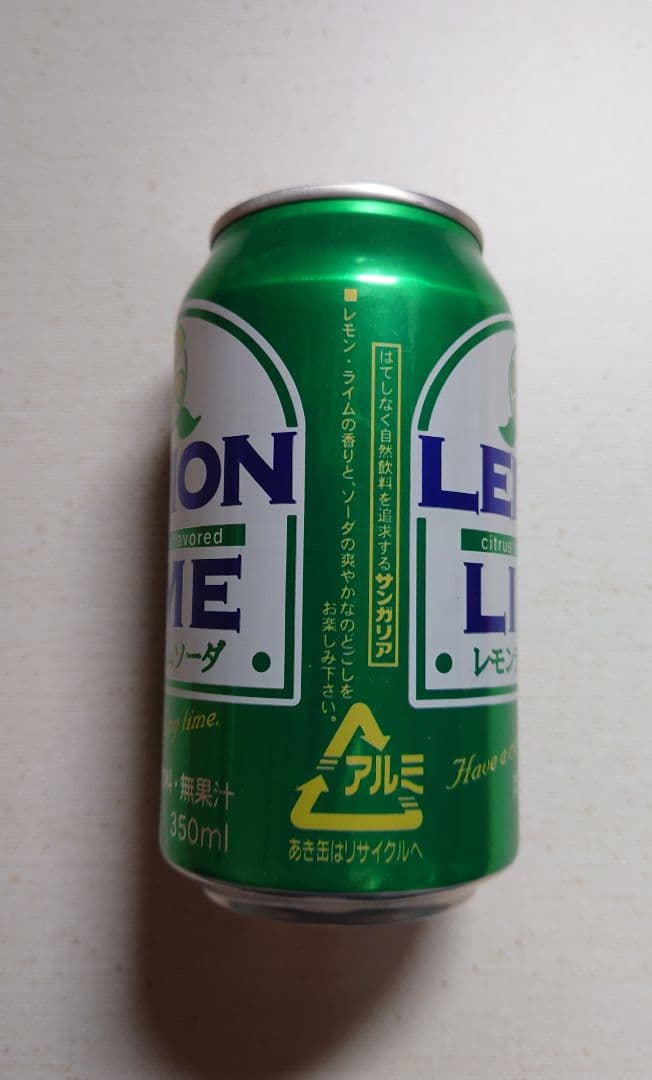 MON
flavored
ME
ソーダ
lime.
・無果汁
350ml
■レモン・ライムの香りと、ソーダの爽やかなのどごしを
お楽しみ下さい。
はてしなく自然飲料を追求するサンガリア
アルミ
あき缶はリサイクルへ
LE
citrus
LI
レモン
Have a